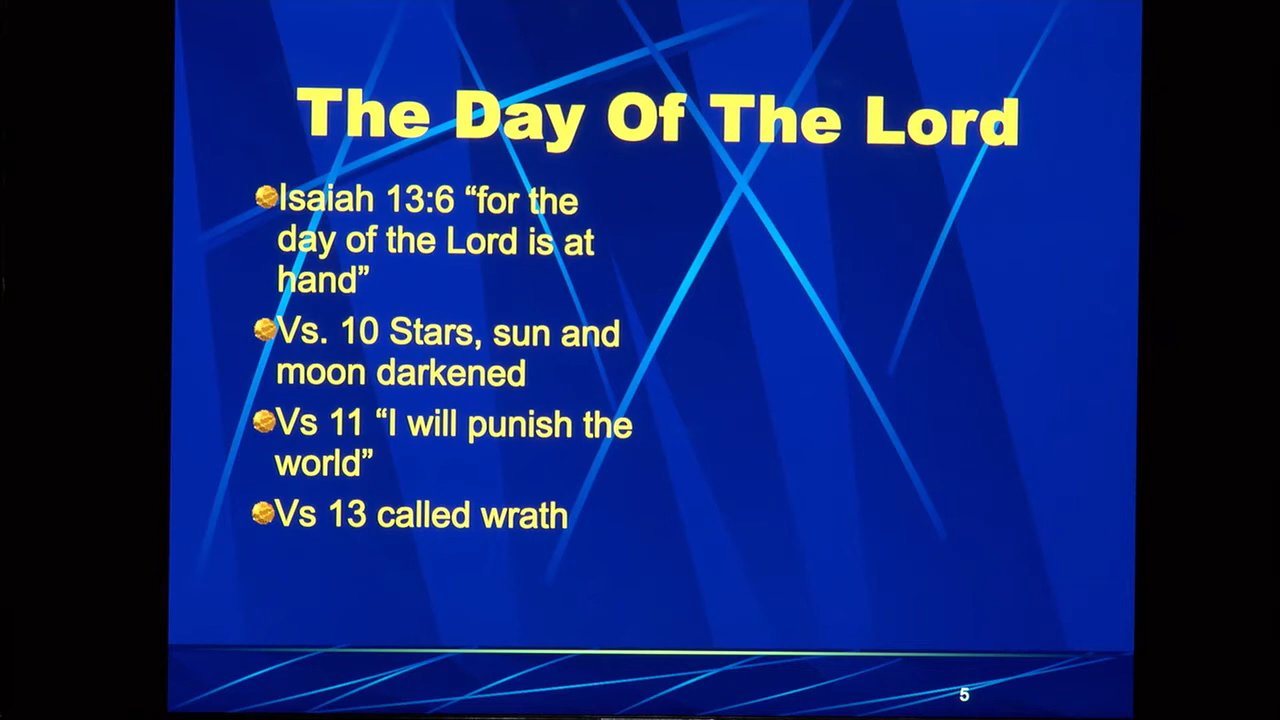 The Day Of The Lord
Isaiah 13:6 “for the
day of the Lord is at
hand”
Vs. 10 Stars, sun and
moon darkened
Vs 11 “I will punish the
world”
Vs 13 called wrath
5